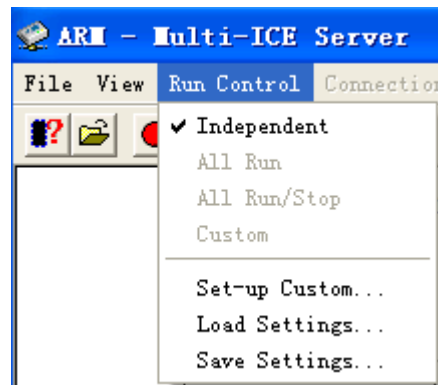 ARM - Multi-ICE Server
File View Run Control Connection
?
Independent
All Run
All Run/Stop
Custom
Set-up Custom...
Load Settings...
Save Settings...